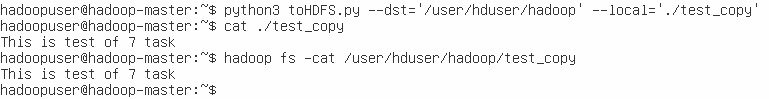 hadoopuser@hadoop-master:~$ python3 toHDFS.py --dst='/user/hduser/hadoop' --local='./test_copy'
hadoopuser@hadoop-master:~$ cat ./test_copy
This is test of 7 task
hadoopuser@hadoop-master:~$ hadoop fs -cat /user/hduser/hadoop/test_copy
This is test of 7 task
hadoopuser@hadoop-master:~$